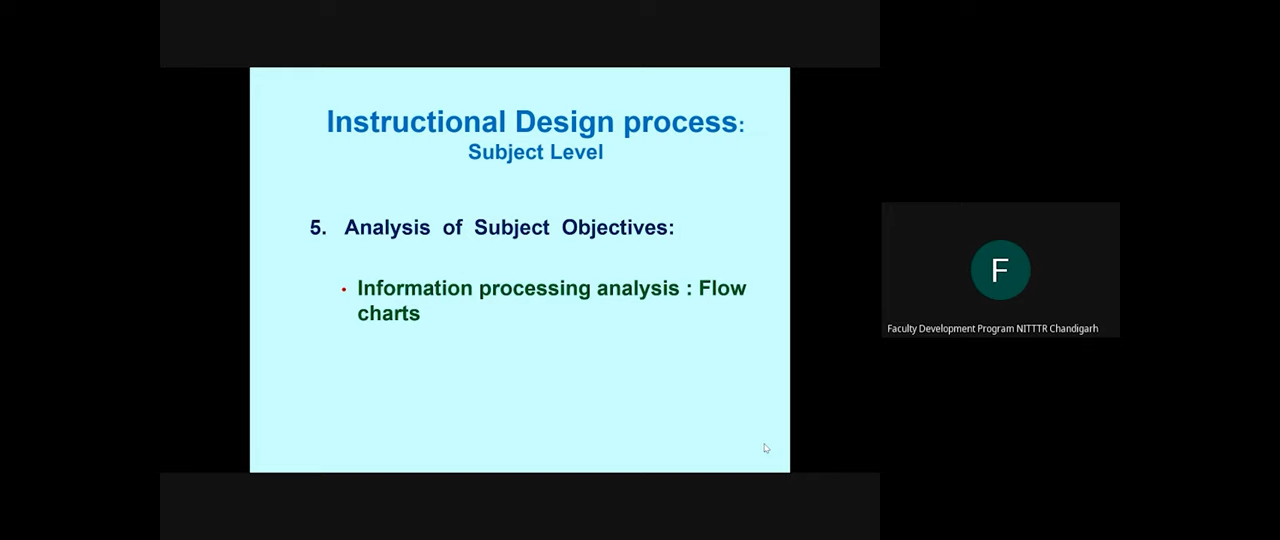 Instructional Design process:
Subject Level
5. Analysis of Subject Objectives:
• Information processing analysis : Flow
charts
F
Faculty Development Program NITTTR Chandigarh